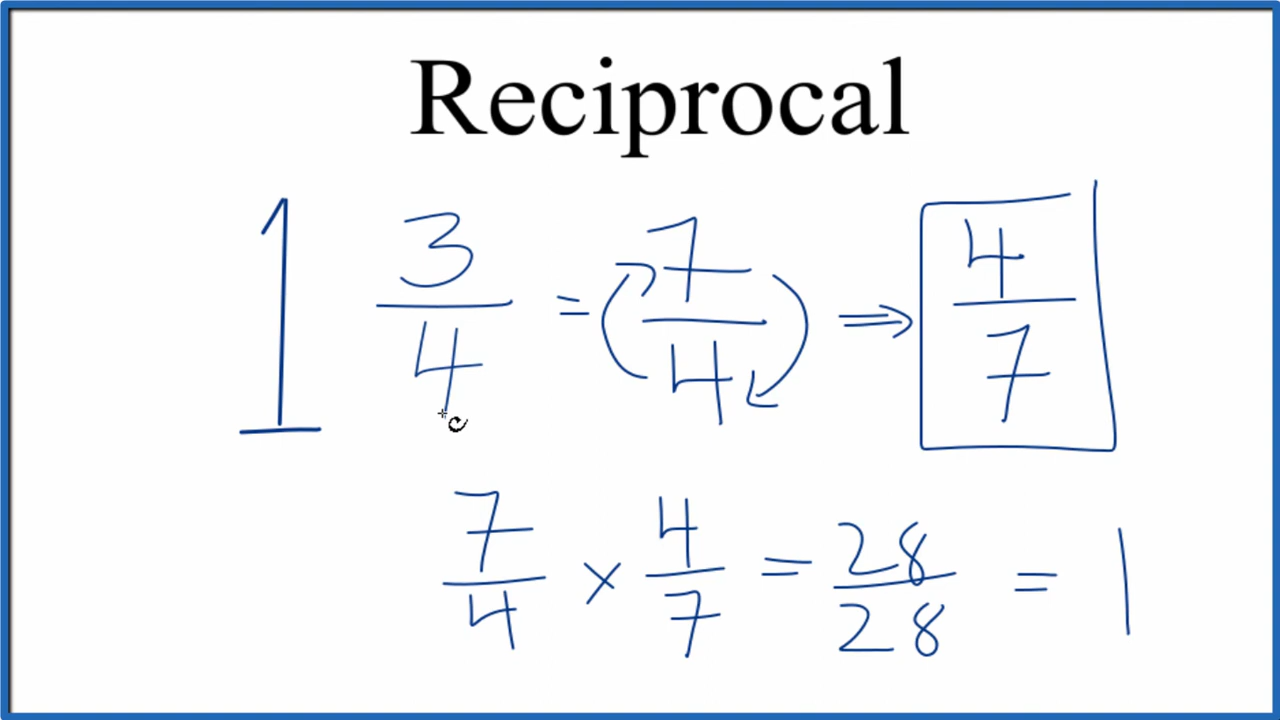 Reciprocal
1 3/4 = 7/4 ⇒ 4/7
7/4 × 4/7 = 28/28 = 1